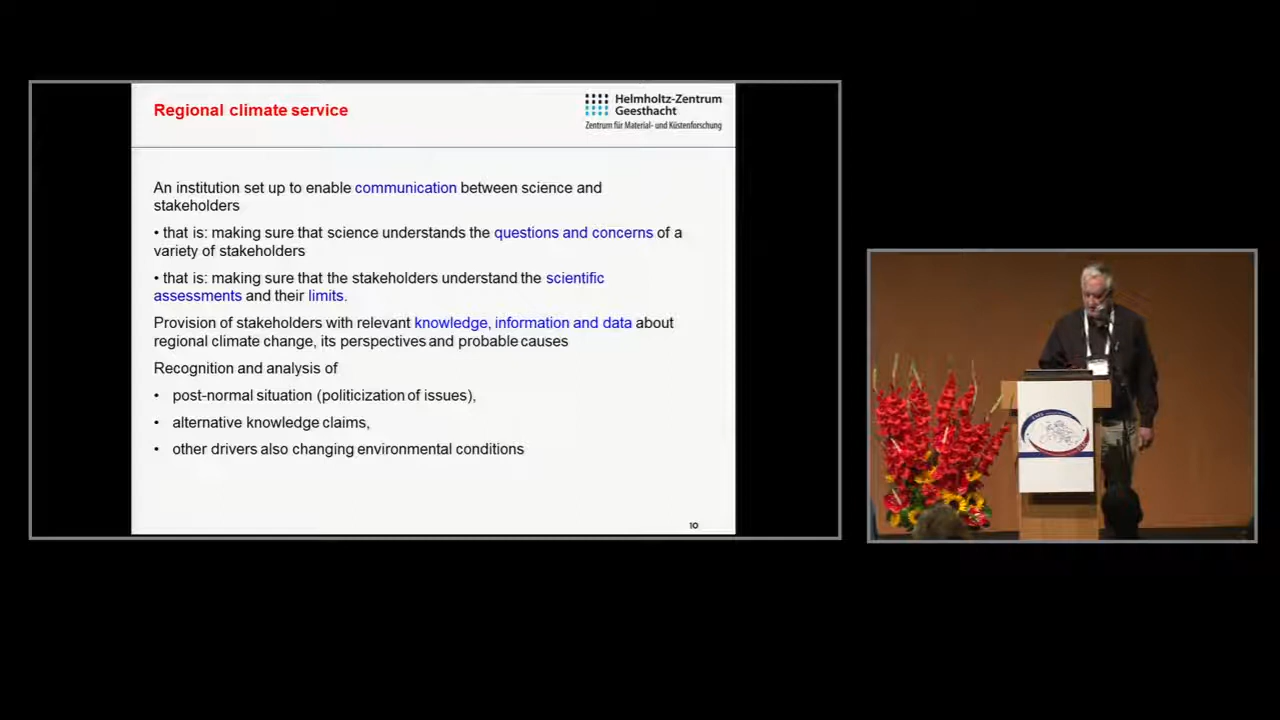 Regional climate service
Helmholtz-Zentrum
Geesthacht
Zentrum für Material- und Küstenforschung
An institution set up to enable communication between science and
stakeholders
• that is: making sure that science understands the questions and concerns of a
variety of stakeholders
• that is: making sure that the stakeholders understand the scientific
assessments and their limits.
Provision of stakeholders with relevant knowledge, information and data about
regional climate change, its perspectives and probable causes
Recognition and analysis of
• post-normal situation (politicization of issues),
• alternative knowledge claims,
• other drivers also changing environmental conditions
10